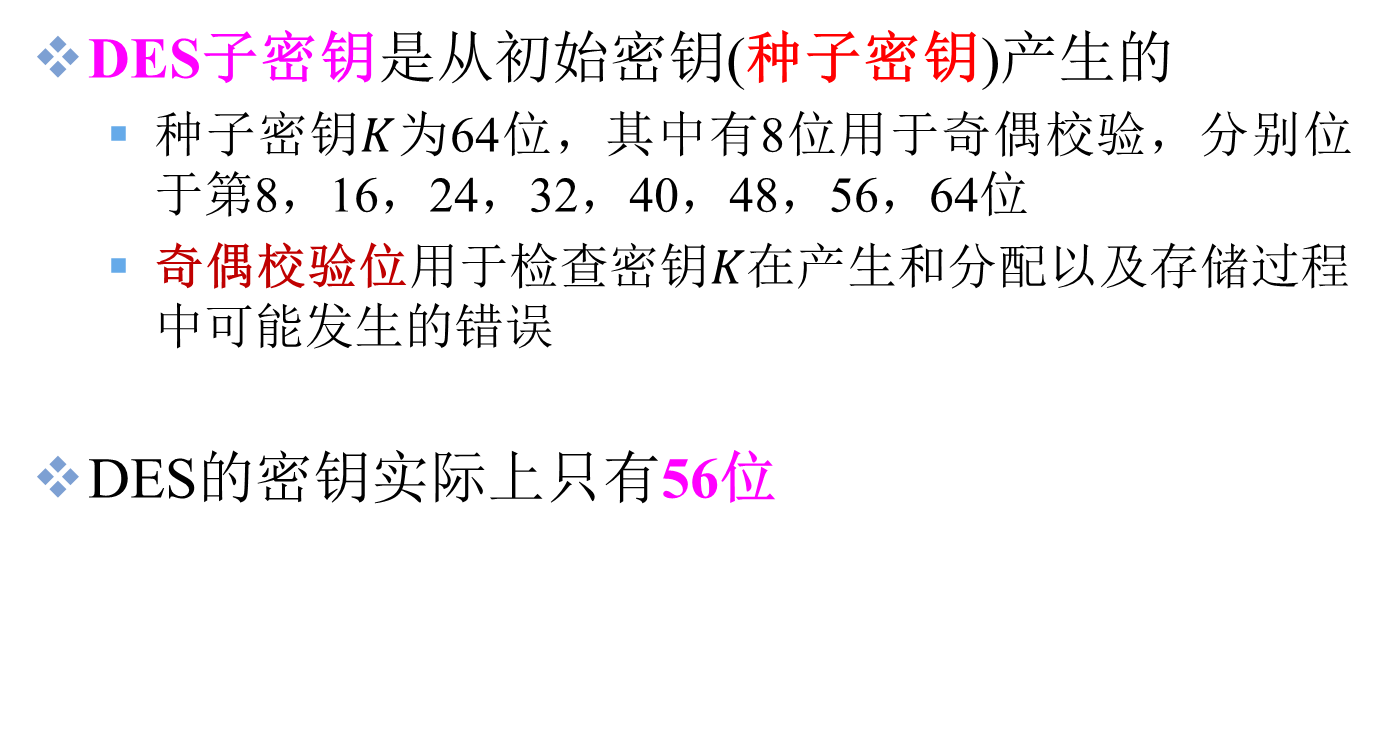 DES子密钥是从初始密钥(种子密钥)产生的
种子密钥K为64位，其中有8位用于奇偶校验，分别位
于第8，16，24，32，40，48，56，64位
奇偶校验位用于检查密钥K在产生和分配以及存储过程
中可能发生的错误
DES的密钥实际上只有56位